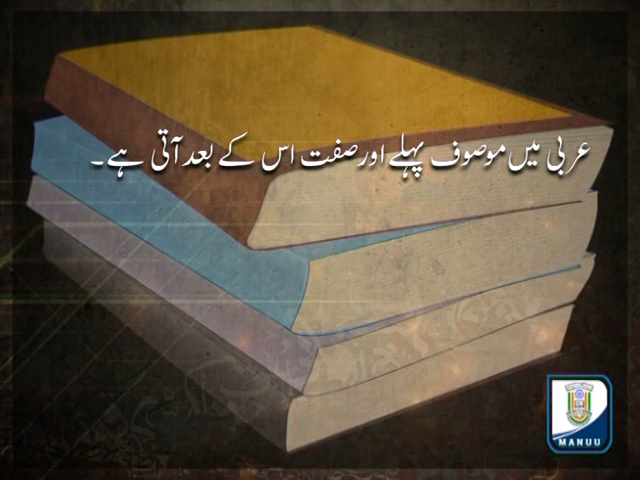 عربی میں موصوف پہلے اور صفت اس کے بعد آتی ہے۔
MANUU